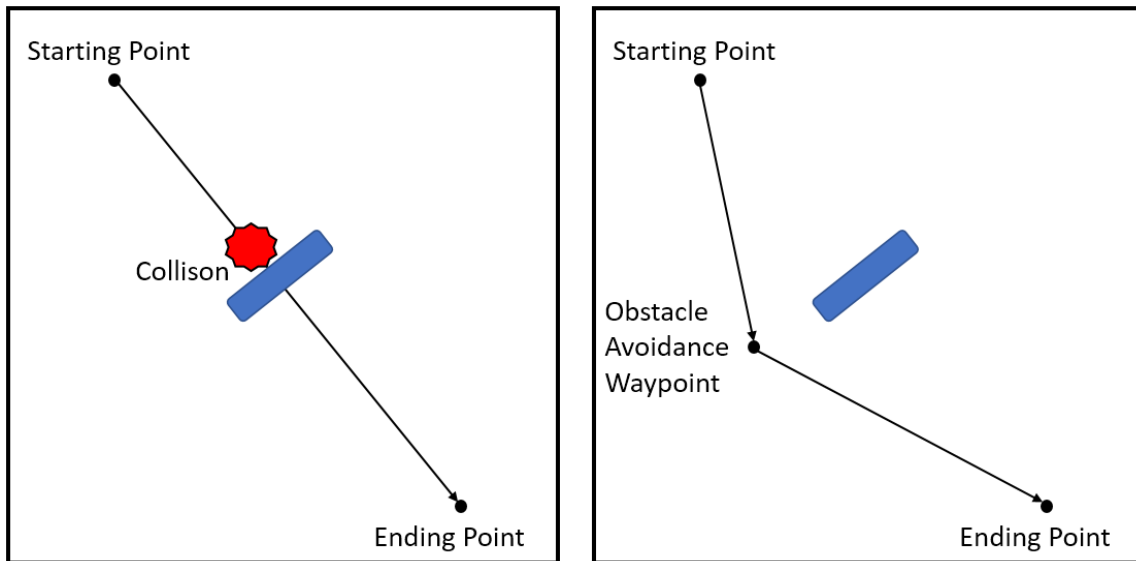 Starting Point
Collison
Ending Point
Starting Point
Obstacle
Avoidance
Waypoint
Ending Point